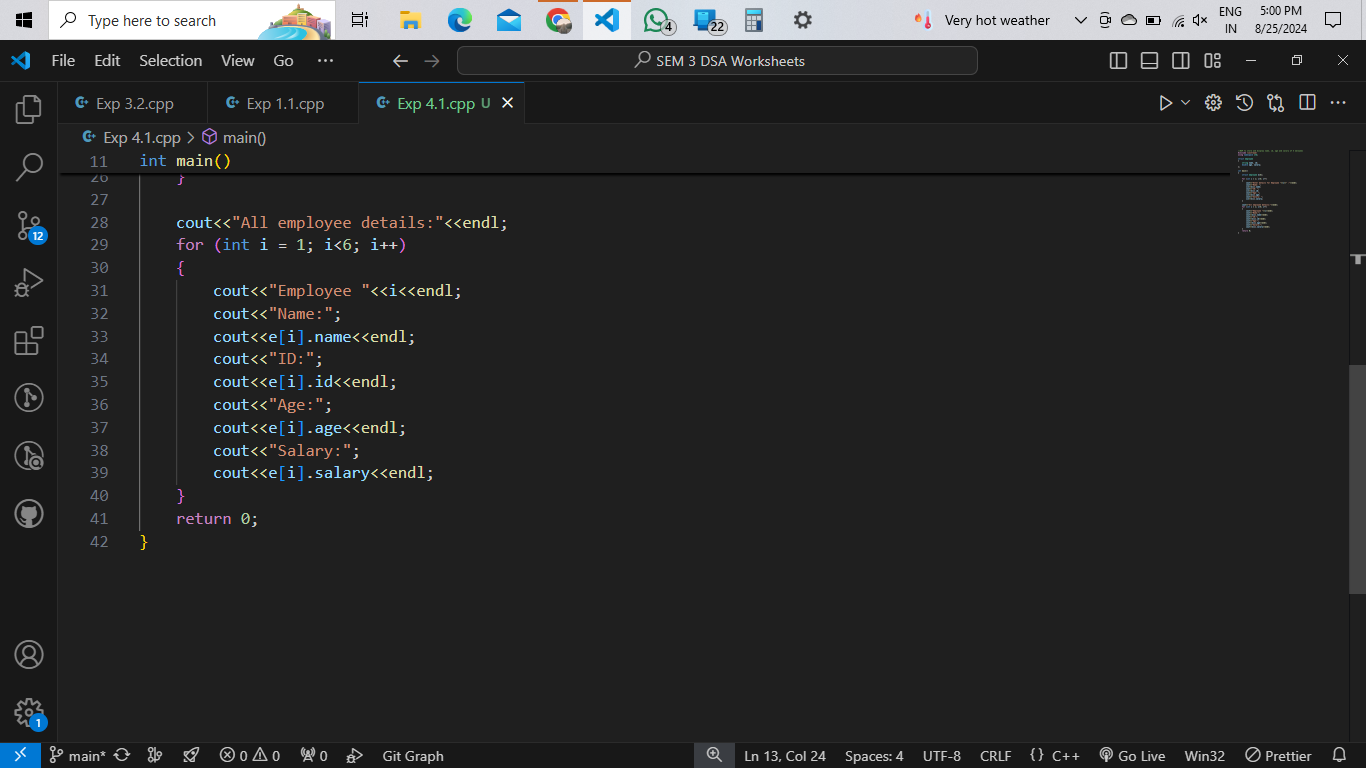 Type here to search
4
22
Very hot weather
ENG
IN
5:00 PM
8/25/2024
File Edit Selection View Go ···
SEM 3 DSA Worksheets
Exp 3.2.cpp
Exp 1.1.cpp
Exp 4.1.cpp U
Exp 4.1.cpp > main()
11 int main()
26 }
27
28 cout<<"All employee details:"<<endl;
29 for (int i = 1; i<6; i++)
30 {
31 cout<<"Employee "<<i<<endl;
32 cout<<"Name:";
33 cout<<e[i].name<<endl;
34 cout<<"ID:";
35 cout<<e[i].id<<endl;
36 cout<<"Age:";
37 cout<<e[i].age<<endl;
38 cout<<"Salary:";
39 cout<<e[i].salary<<endl;
40 }
41 return 0;
42 }
12
1
main* 0 0 0 Git Graph
Ln 13, Col 24 Spaces: 4 UTF-8 CRLF {} C++ Go Live Win32 Prettier